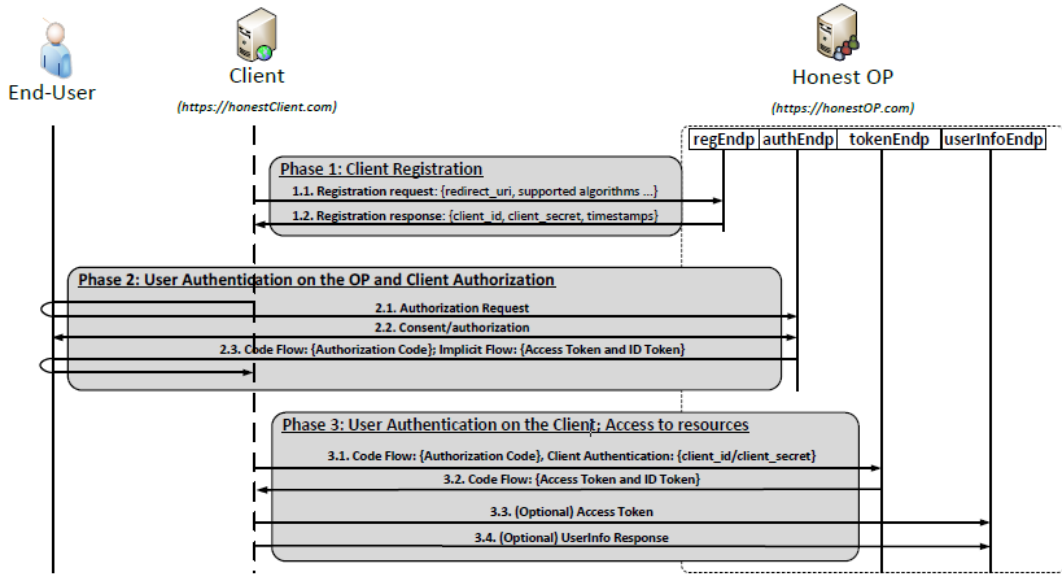 End-User
Client
(https://honestClient.com)
Honest OP
(https://honestOP.com)
regEndp authEndp tokenEndp userInfoEndp
Phase 1: Client Registration
1.1. Registration request: {redirect_uri, supported algorithms ...}
1.2. Registration response: {client_id, client_secret, timestamps}
Phase 2: User Authentication on the OP and Client Authorization
2.1. Authorization Request
2.2. Consent/authorization
2.3. Code Flow: {Authorization Code}; Implicit Flow: {Access Token and ID Token}
Phase 3: User Authentication on the Client; Access to resources
3.1. Code Flow: {Authorization Code}, Client Authentication: {client_id/client_secret}
3.2. Code Flow: {Access Token and ID Token}
3.3. (Optional) Access Token
3.4. (Optional) UserInfo Response